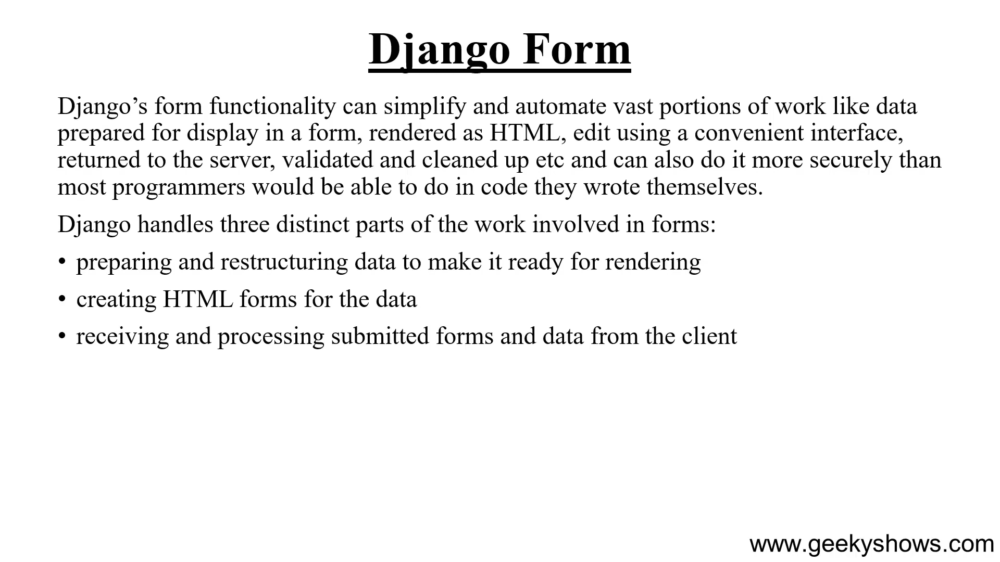 Django Form
Django’s form functionality can simplify and automate vast portions of work like data
prepared for display in a form, rendered as HTML, edit using a convenient interface,
returned to the server, validated and cleaned up etc and can also do it more securely than
most programmers would be able to do in code they wrote themselves.
Django handles three distinct parts of the work involved in forms:
• preparing and restructuring data to make it ready for rendering
• creating HTML forms for the data
• receiving and processing submitted forms and data from the client
www.geekyshows.com